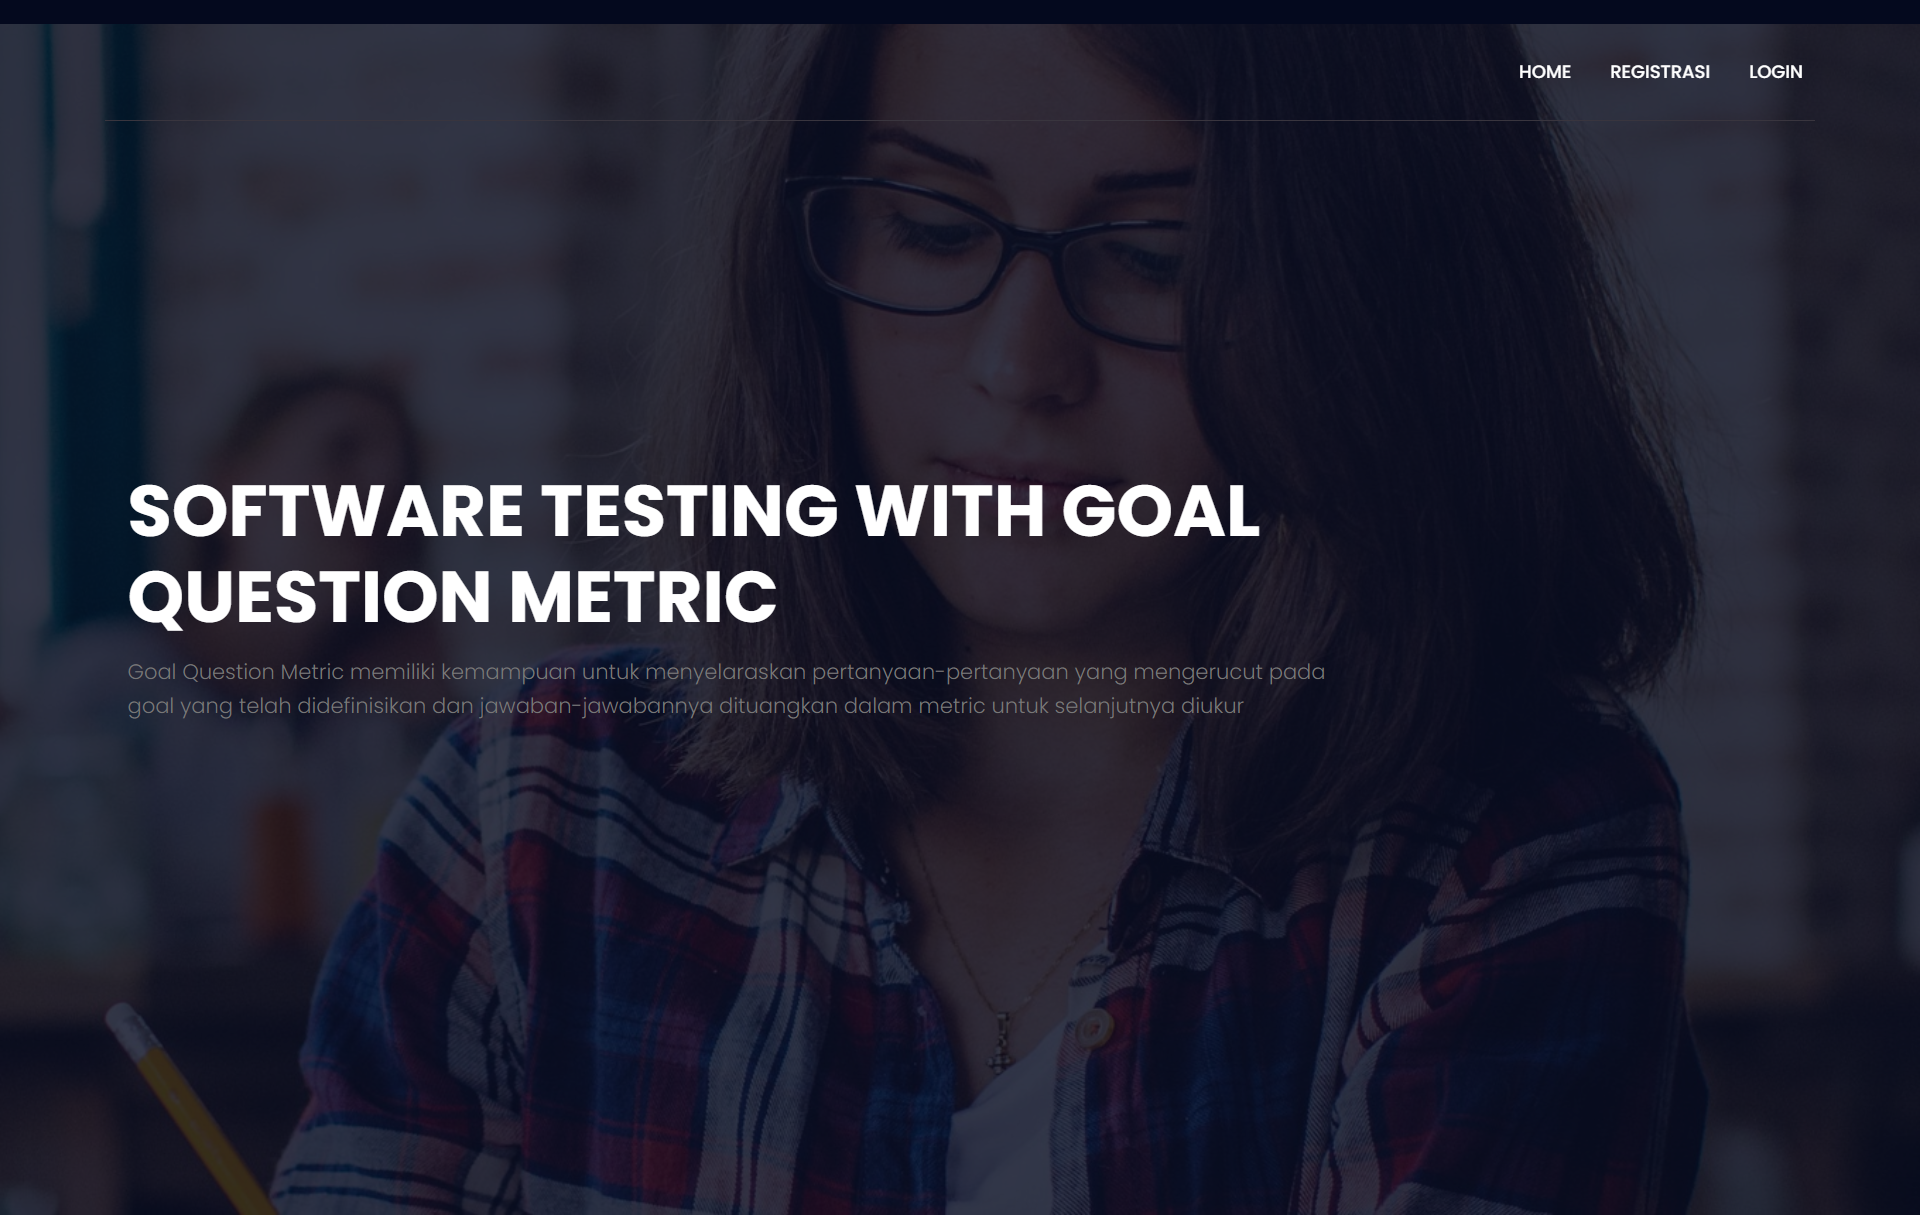 HOME REGISTRASI LOGIN
SOFTWARE TESTING WITH GOAL
QUESTION METRIC
Goal Question Metric memiliki kemampuan untuk menyelaraskan pertanyaan-pertanyaan yang mengerucut pada
goal yang telah didefinisikan dan jawaban-jawabannya dituangkan dalam metric untuk selanjutnya diukur